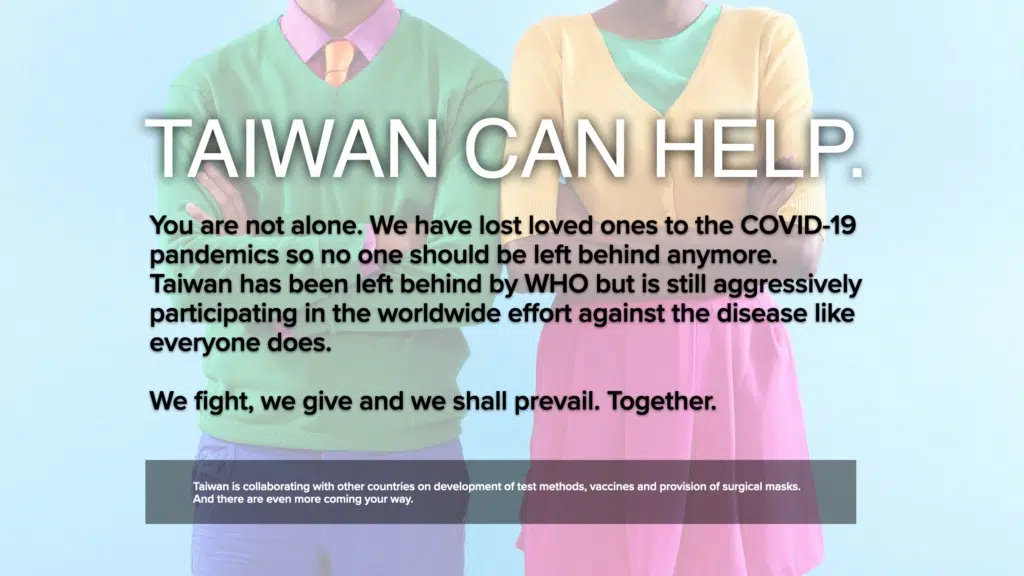 TAIWAN CAN HELP.
You are not alone. We have lost loved ones to the COVID-19
pandemics so no one should be left behind anymore.
Taiwan has been left behind by WHO but is still aggressively
participating in the worldwide effort against the disease like
everyone does.
We fight, we give and we shall prevail. Together.
Taiwan is collaborating with other countries on development of test methods, vaccines and provision of surgical masks.
And there are even more coming your way.